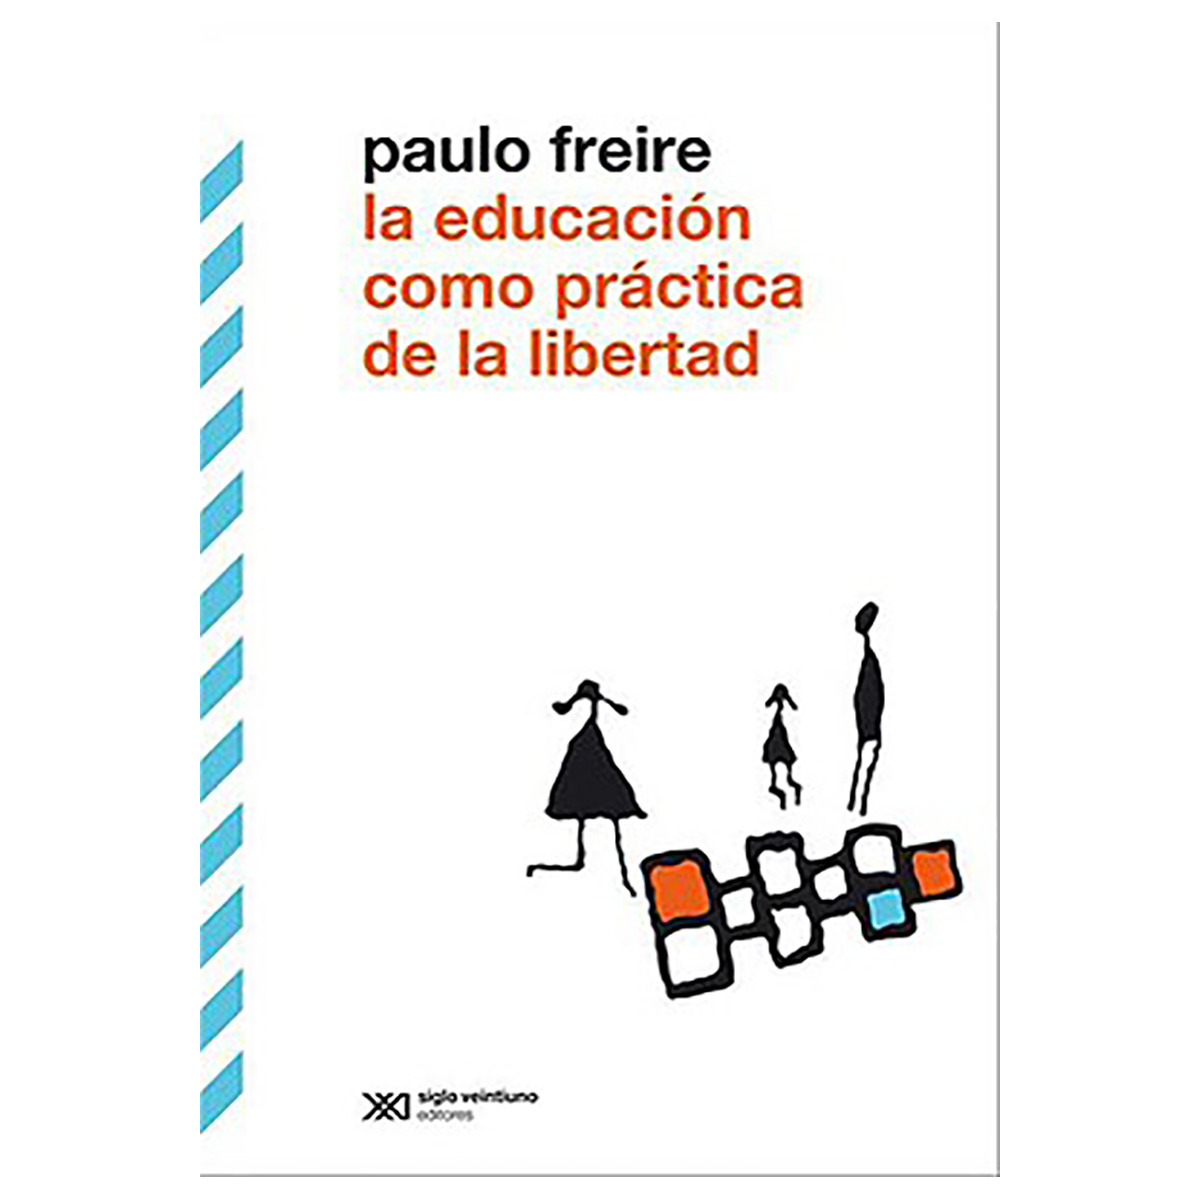 paulo freire
la educación
como práctica
de la libertad
siglo veintiuno
editores